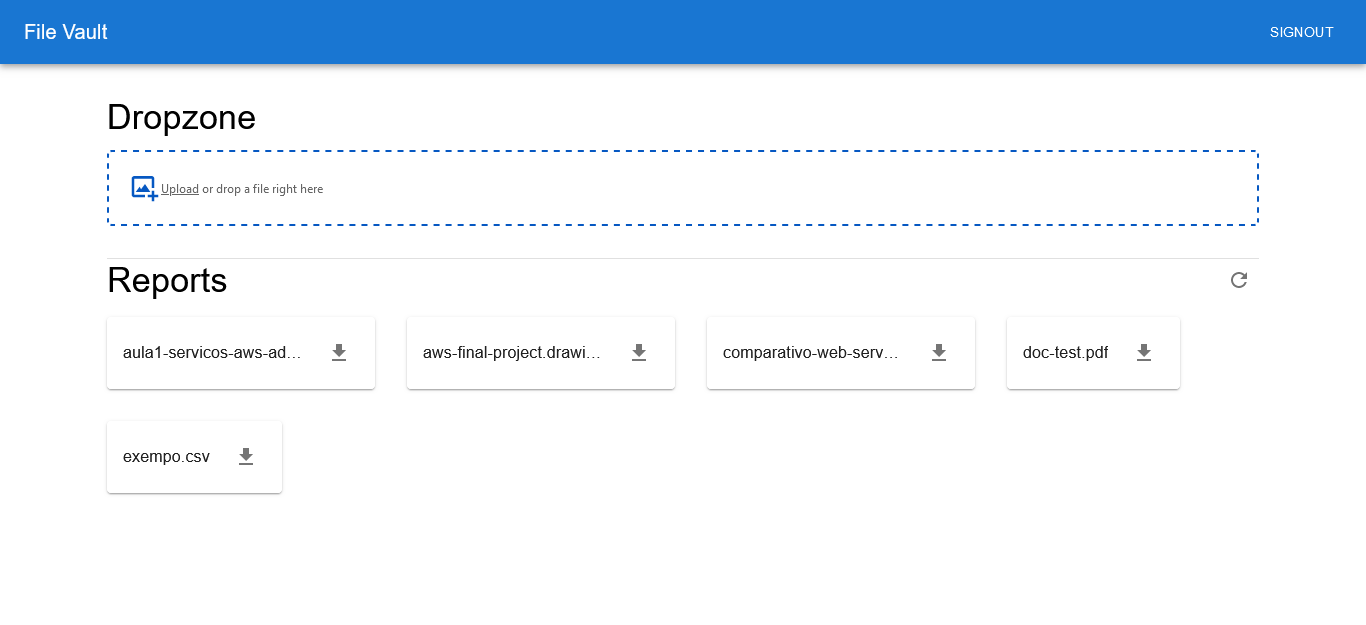 File Vault
SIGNOUT
Dropzone
Upload or drop a file right here
Reports
aula1-servicos-aws-ad...
aws-final-project.drawi...
comparativo-web-serv...
doc-test.pdf
exempo.csv